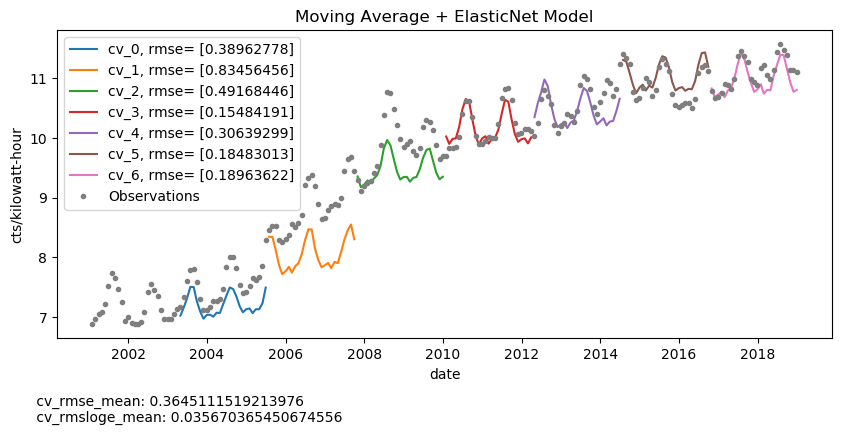 Moving Average + ElasticNet Model
cts/kilowatt-hour
11
10
9
8
7
cv_0, rmse= [0.38962778]
cv_1, rmse= [0.83456456]
cv_2, rmse= [0.49168446]
cv_3, rmse= [0.15484191]
cv_4, rmse= [0.30639299]
cv_5, rmse= [0.18483013]
cv_6, rmse= [0.18963622]
Observations
2002 2004 2006 2008 2010 2012 2014 2016 2018
date
cv_rmse_mean: 0.3645111519213976
cv_rmsloge_mean: 0.035670365450674556